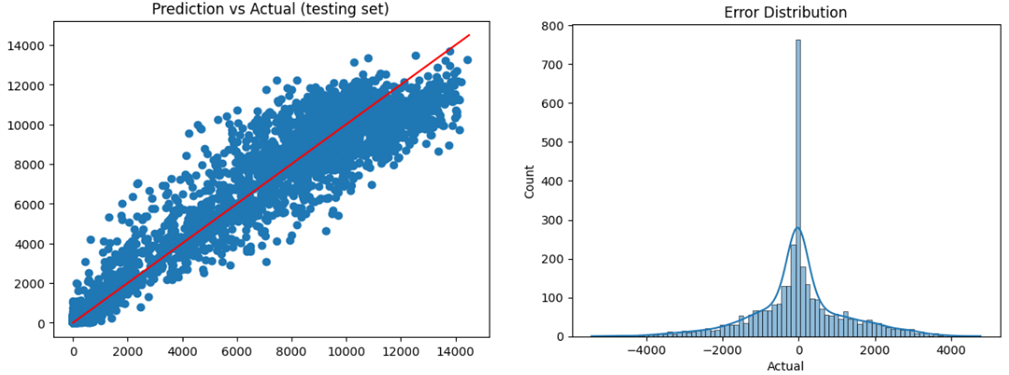 Prediction vs Actual (testing set)
14000
12000
10000
8000
6000
4000
2000
0
0 2000 4000 6000 8000 10000 12000 14000
Error Distribution
800
700
600
500
400
300
200
100
0
Count
−4000 −2000 0 2000 4000
Actual